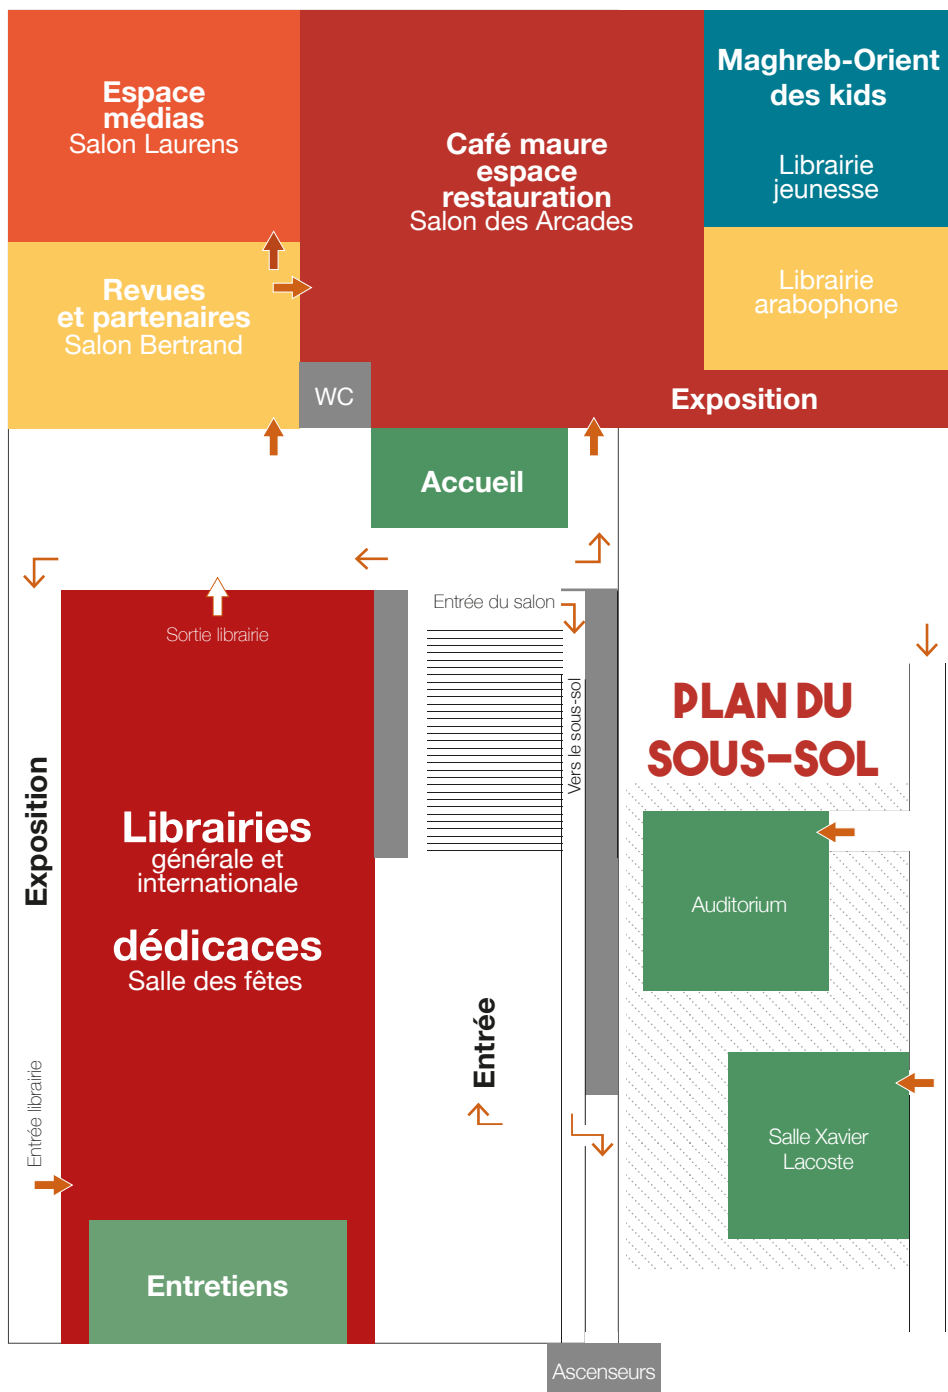 Espace
médias
Salon Laurens
Café maure
espace
restauration
Salon des Arcades
Maghreb-Orient
des kids
Librairie
jeunesse
Librairie
arabophone
Revues
et partenaires
Salon Bertrand
WC
Exposition
Accueil
Sortie librairie
Entrée du salon
Vers le sous-sol
PLAN DU
SOUS-SOL
Exposition
Librairies
générale et
internationale
dédicaces
Salle des fêtes
Auditorium
Entrée
Entrée librairie
Salle Xavier
Lacoste
Entretiens
Ascenseurs